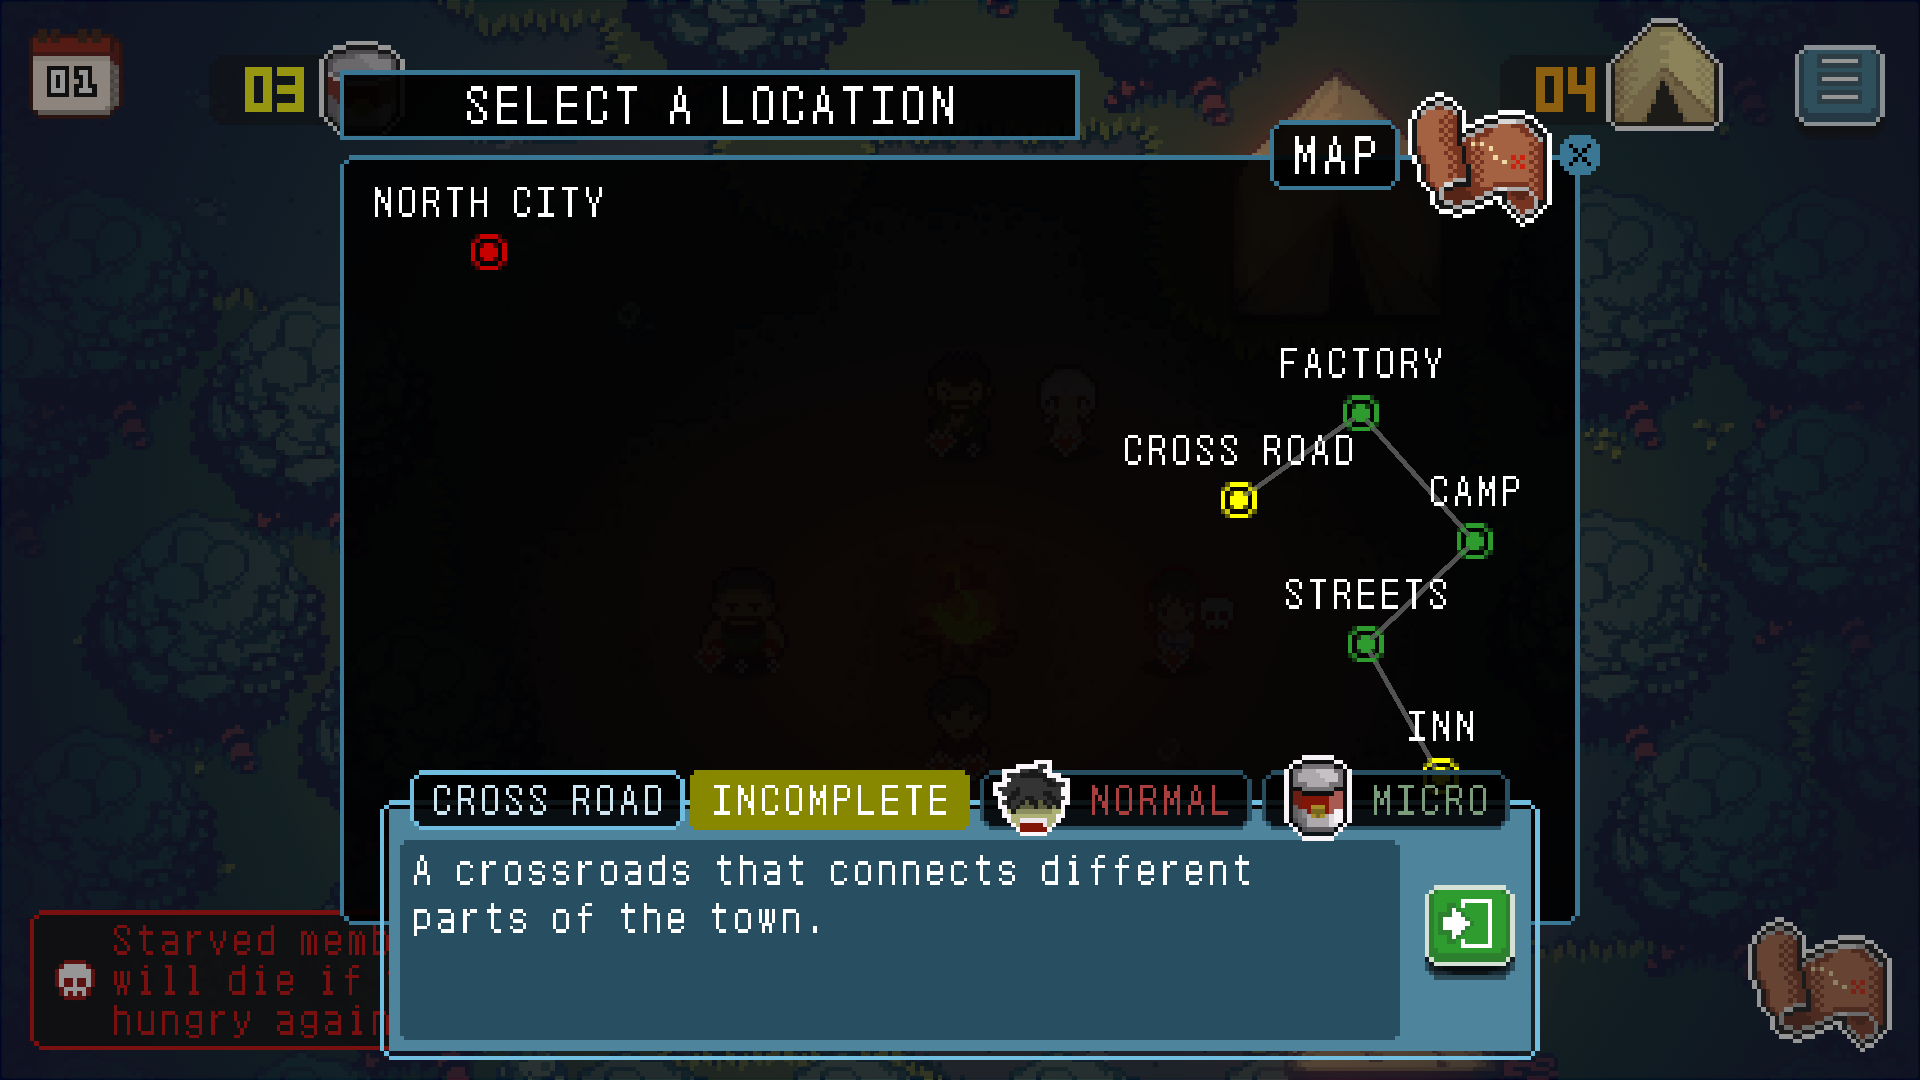 01
03
SELECT A LOCATION
04
MAP
NORTH CITY
FACTORY
CROSS ROAD
CAMP
STREETS
INN
CROSS ROAD
INCOMPLETE
NORMAL
MICRO
A crossroads that connects different
parts of the town.
Starved memb
will die if
hungry again